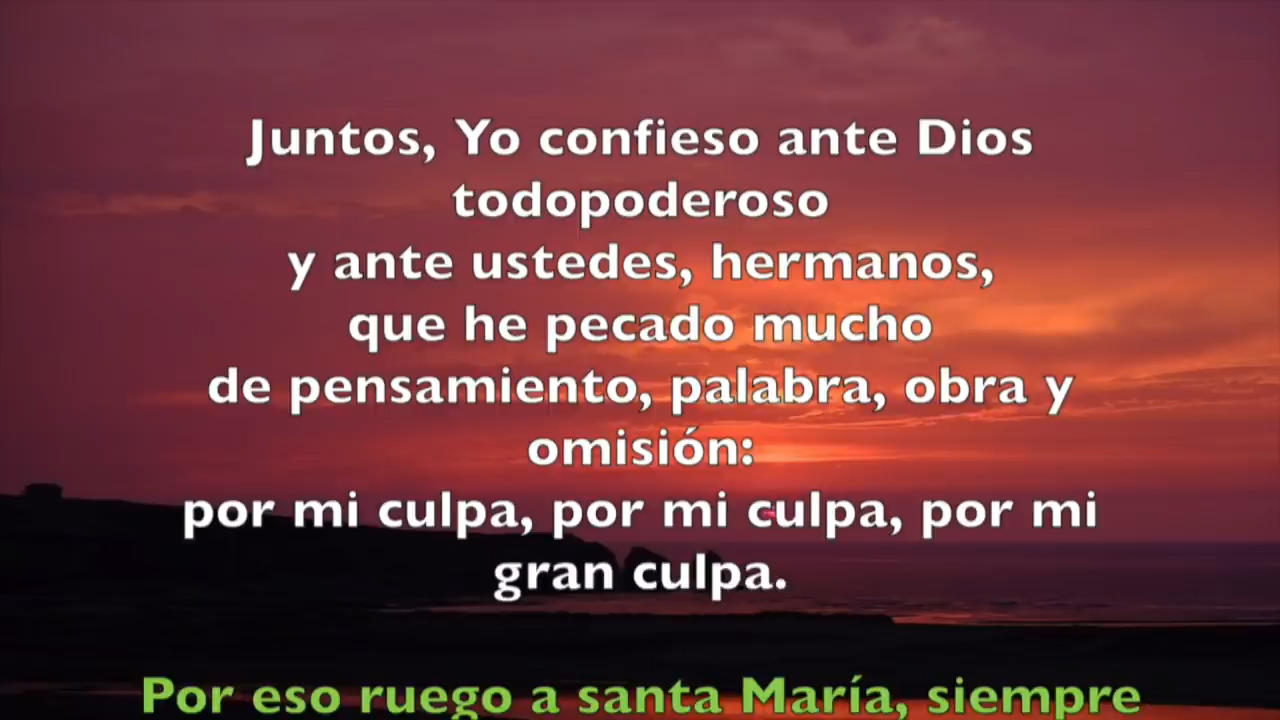 Juntos, Yo confieso ante Dios
todopoderoso
y ante ustedes, hermanos,
que he pecado mucho
de pensamiento, palabra, obra y
omisión:
por mi culpa, por mi culpa, por mi
gran culpa.
Por eso ruego a santa María, siempre